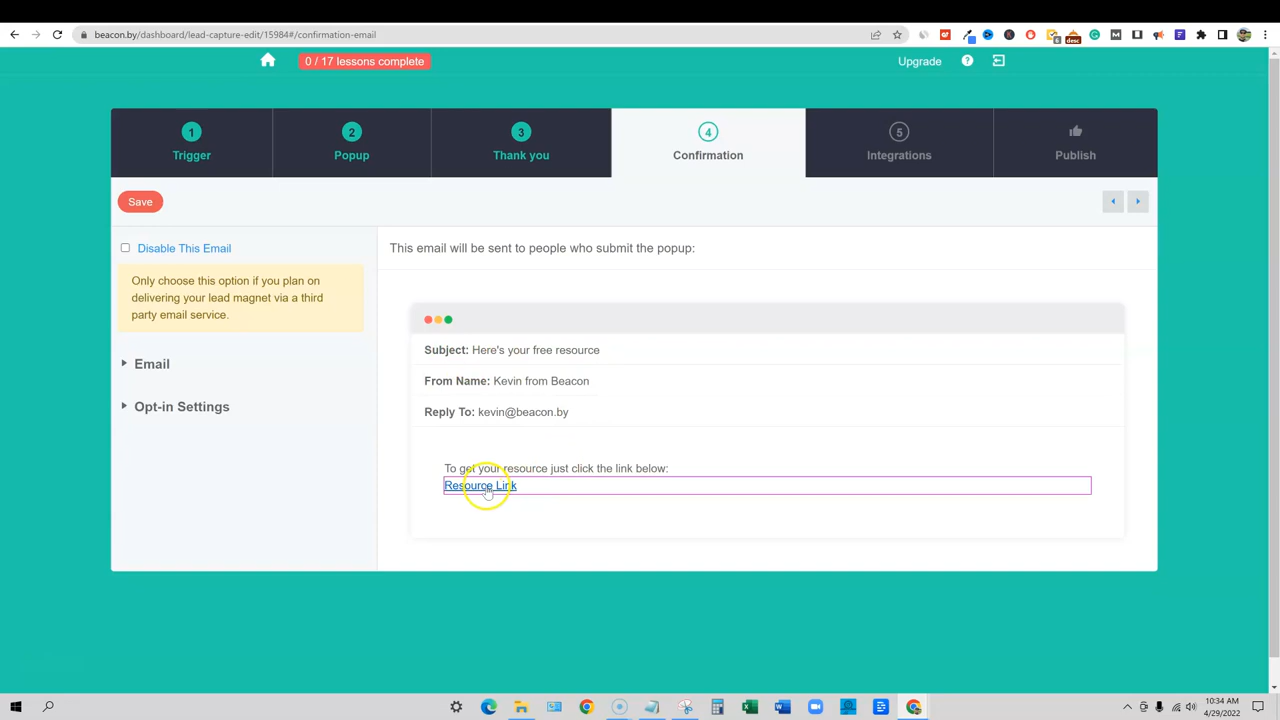 beacon.by/dashboard/lead-capture-edit/15984#/confirmation-email
6
desc
0 / 17 lessons complete
Upgrade
?
1
2
3
4
5
Trigger
Popup
Thank you
Confirmation
Integrations
Publish
Save
Disable This Email
Only choose this option if you plan on
delivering your lead magnet via a third
party email service.
Email
Opt-in Settings
This email will be sent to people who submit the popup:
Subject: Here's your free resource
From Name: Kevin from Beacon
Reply To: kevin@beacon.by
To get your resource just click the link below:
Resource Link
10:34 AM
4/29/2022